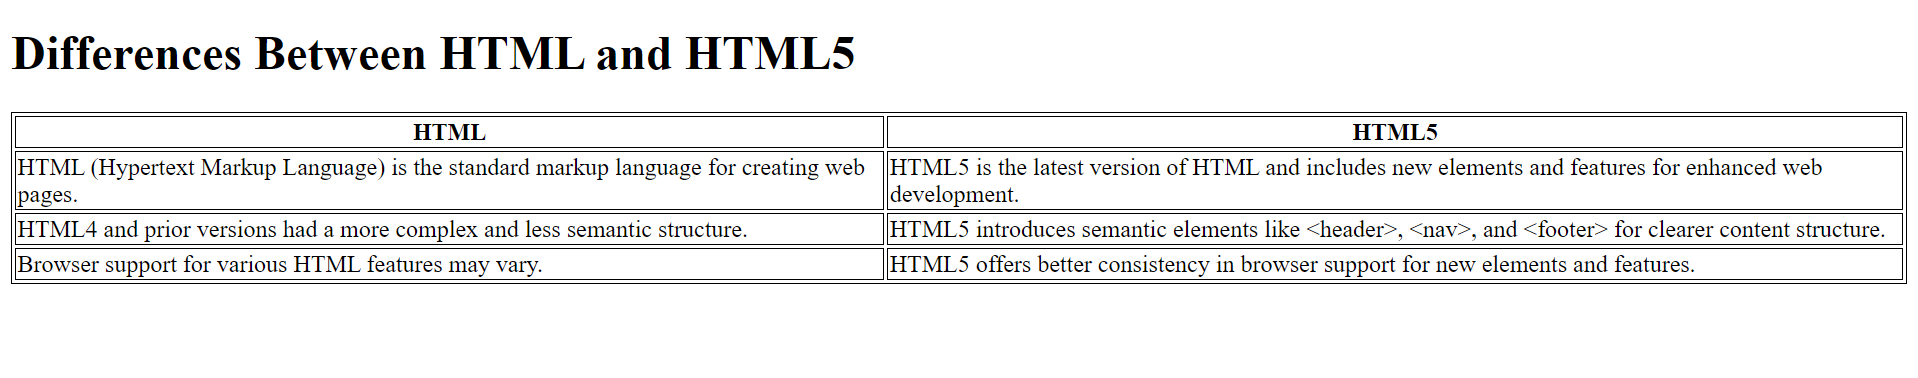 Differences Between HTML and HTML5
HTML
HTML5
HTML (Hypertext Markup Language) is the standard markup language for creating web
pages.
HTML5 is the latest version of HTML and includes new elements and features for enhanced web
development.
HTML4 and prior versions had a more complex and less semantic structure.
HTML5 introduces semantic elements like <header>, <nav>, and <footer> for clearer content structure.
Browser support for various HTML features may vary.
HTML5 offers better consistency in browser support for new elements and features.